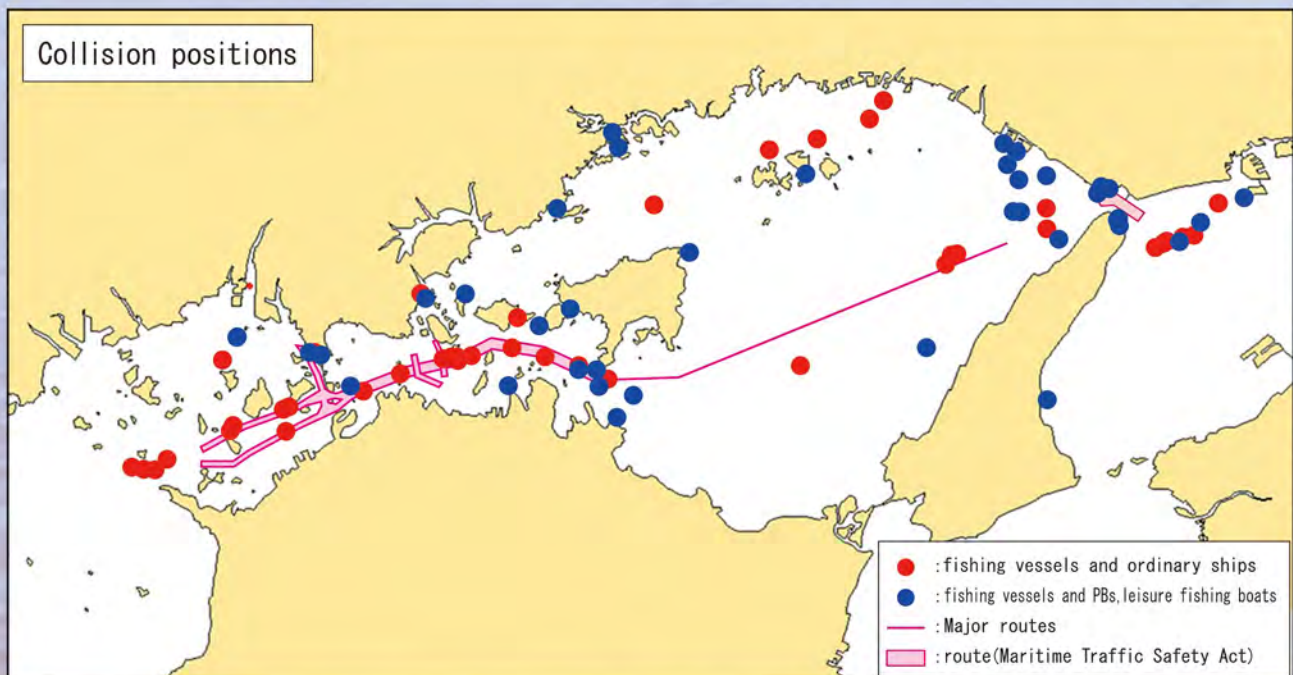 Collision positions
:fishing vessels and ordinary ships
:fishing vessels and PBs,leisure fishing boats
:Major routes
:route(Maritime Traffic Safety Act)